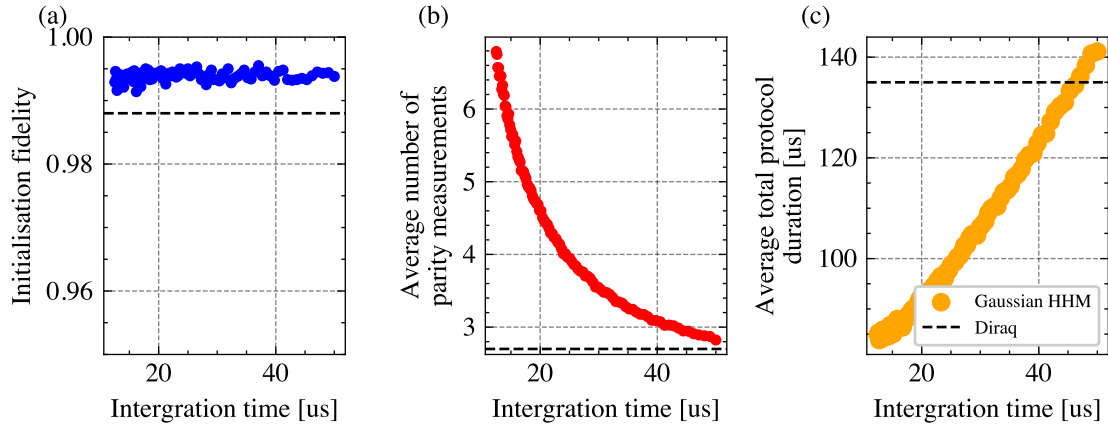 (a)
1.00
0.98
0.96
Initialisation fidelity
20
40
Intergration time [us]
(b)
6
5
4
3
Average number of
parity measurements
20
40
Intergration time [us]
(c)
140
120
100
Average total protocol
duration [us]
20
40
Intergration time [us]
Gaussian HHM
Diraq